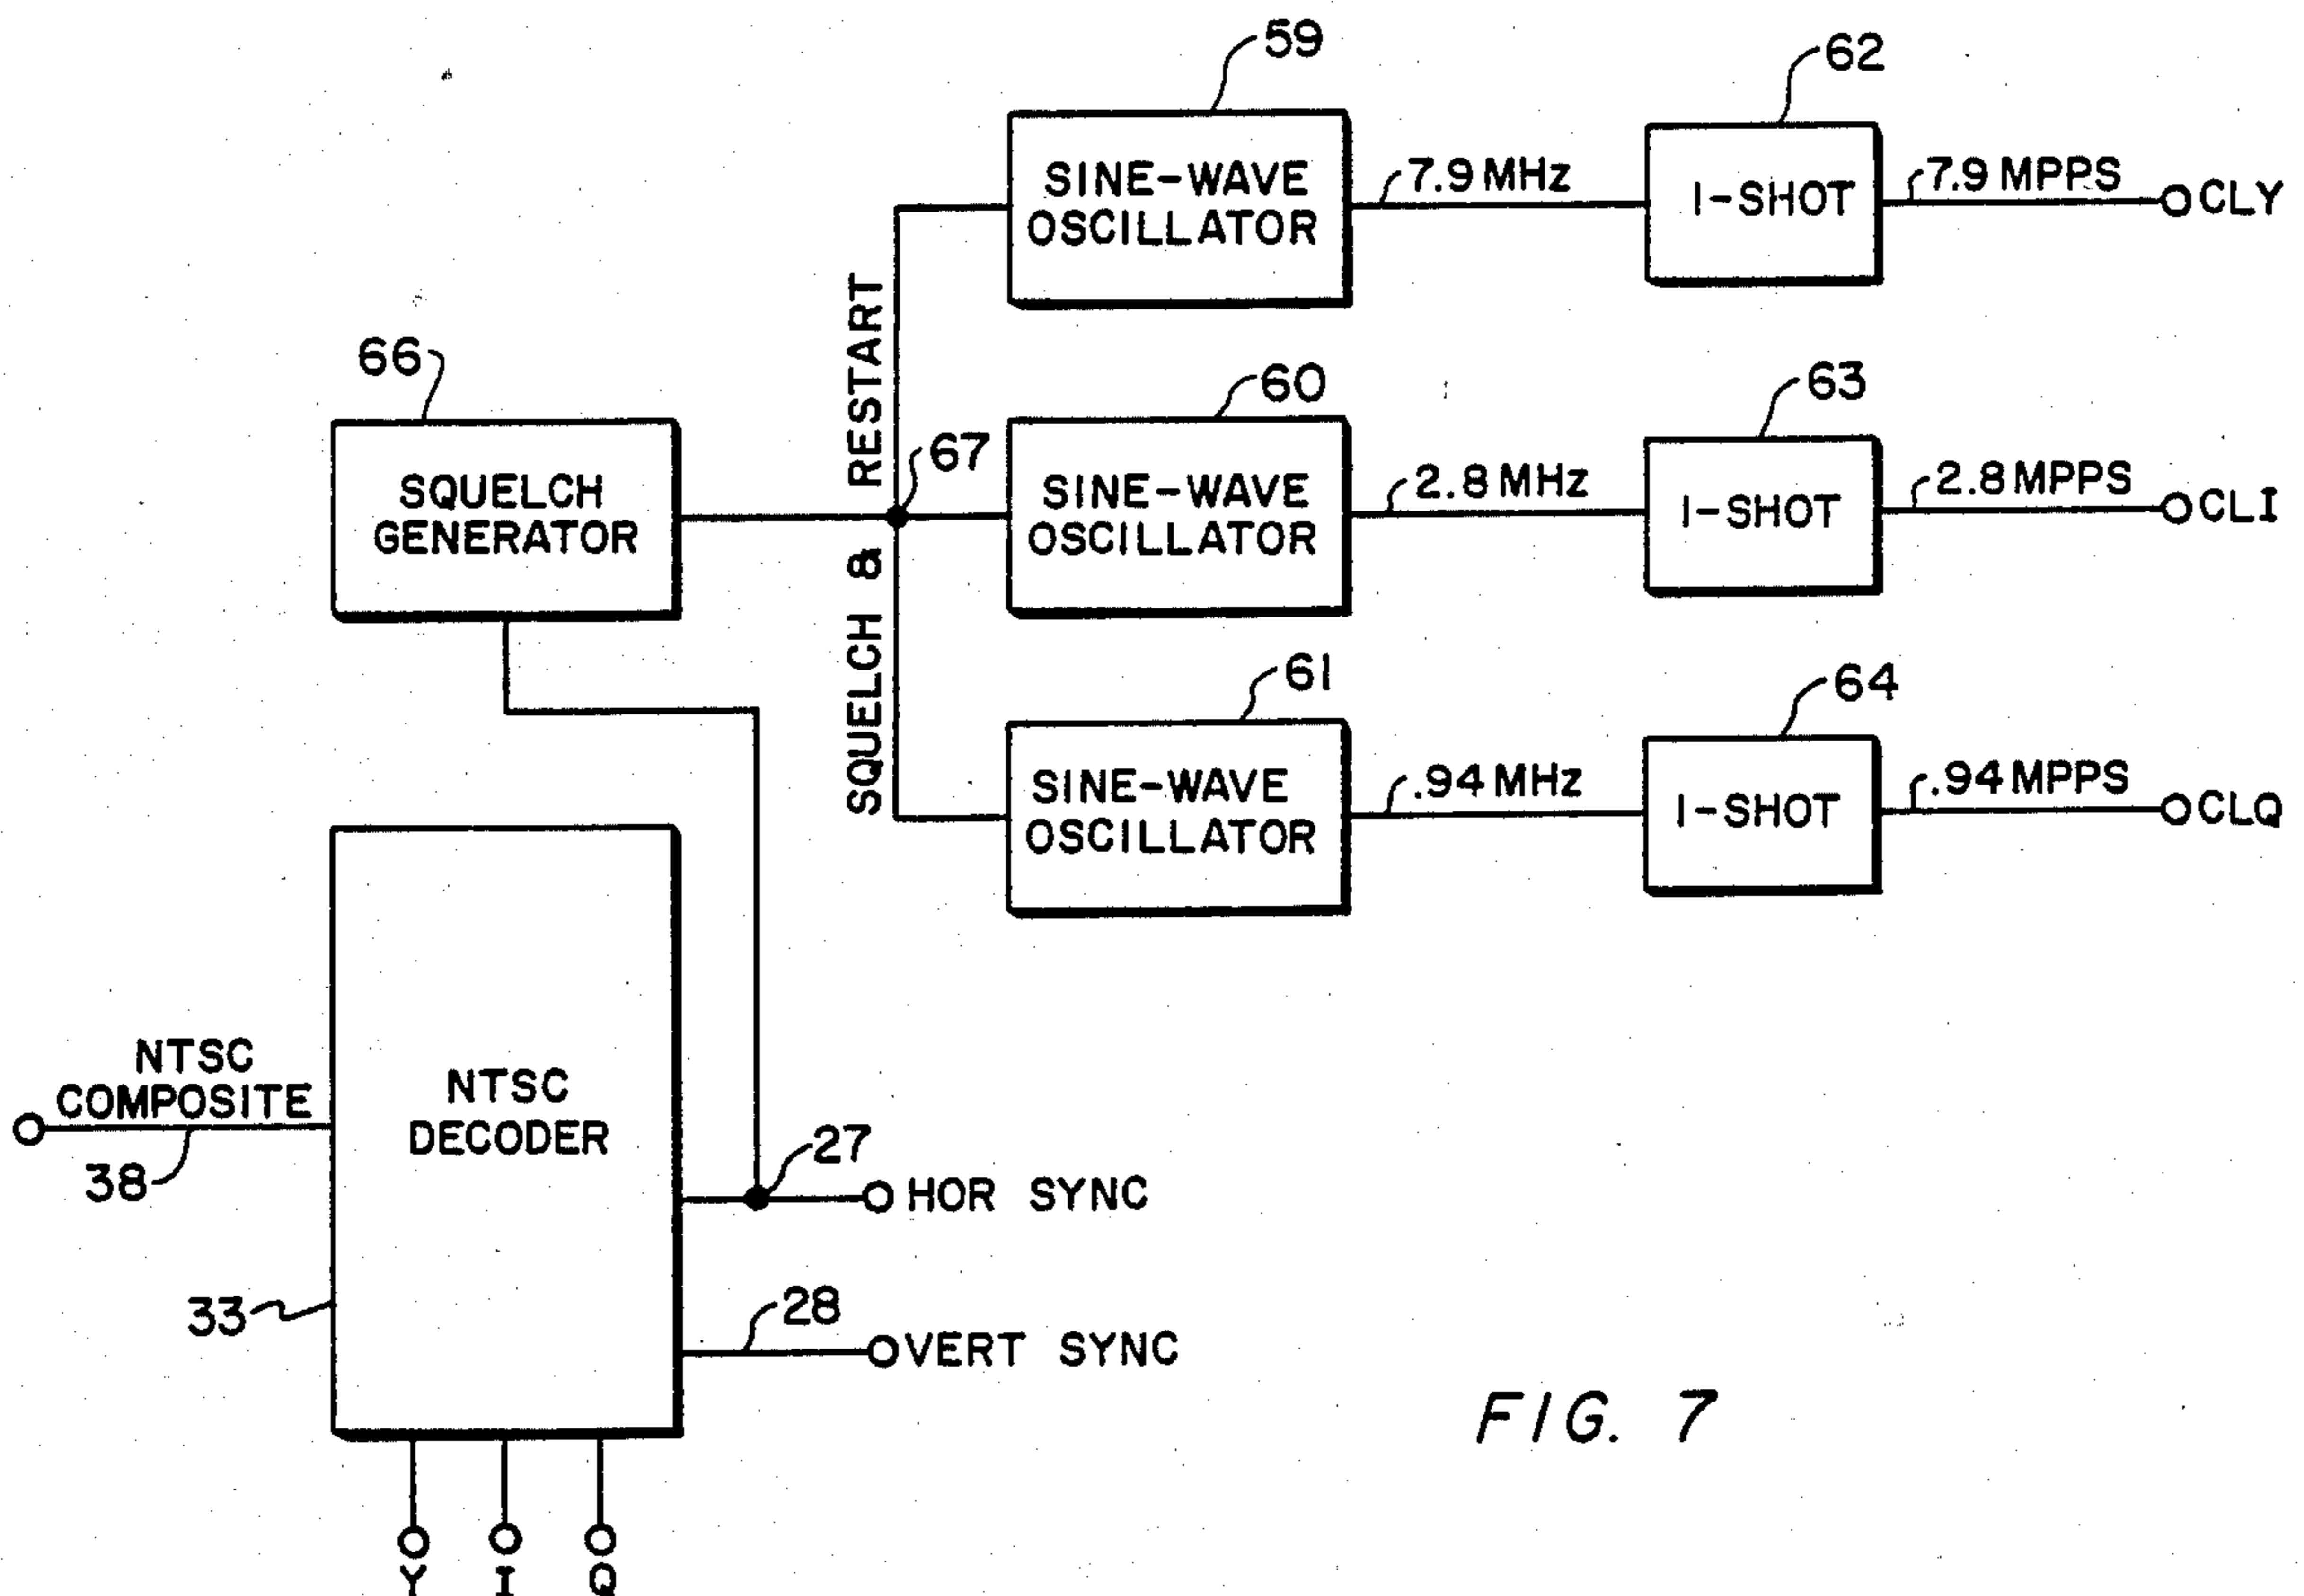 59
62
SINE-WAVE
OSCILLATOR
7.9 MHz
1-SHOT
7.9 MPPS
CLY
SQUELCH & RESTART
66
SQUELCH
GENERATOR
67
60
SINE-WAVE
OSCILLATOR
2.8 MHz
63
1-SHOT
2.8 MPPS
CLI
61
SINE-WAVE
OSCILLATOR
.94 MHz
64
1-SHOT
.94 MPPS
CLQ
NTSC
COMPOSITE
38
NTSC
DECODER
33
27
HOR SYNC
28
VERT SYNC
Y I Q
FIG. 7